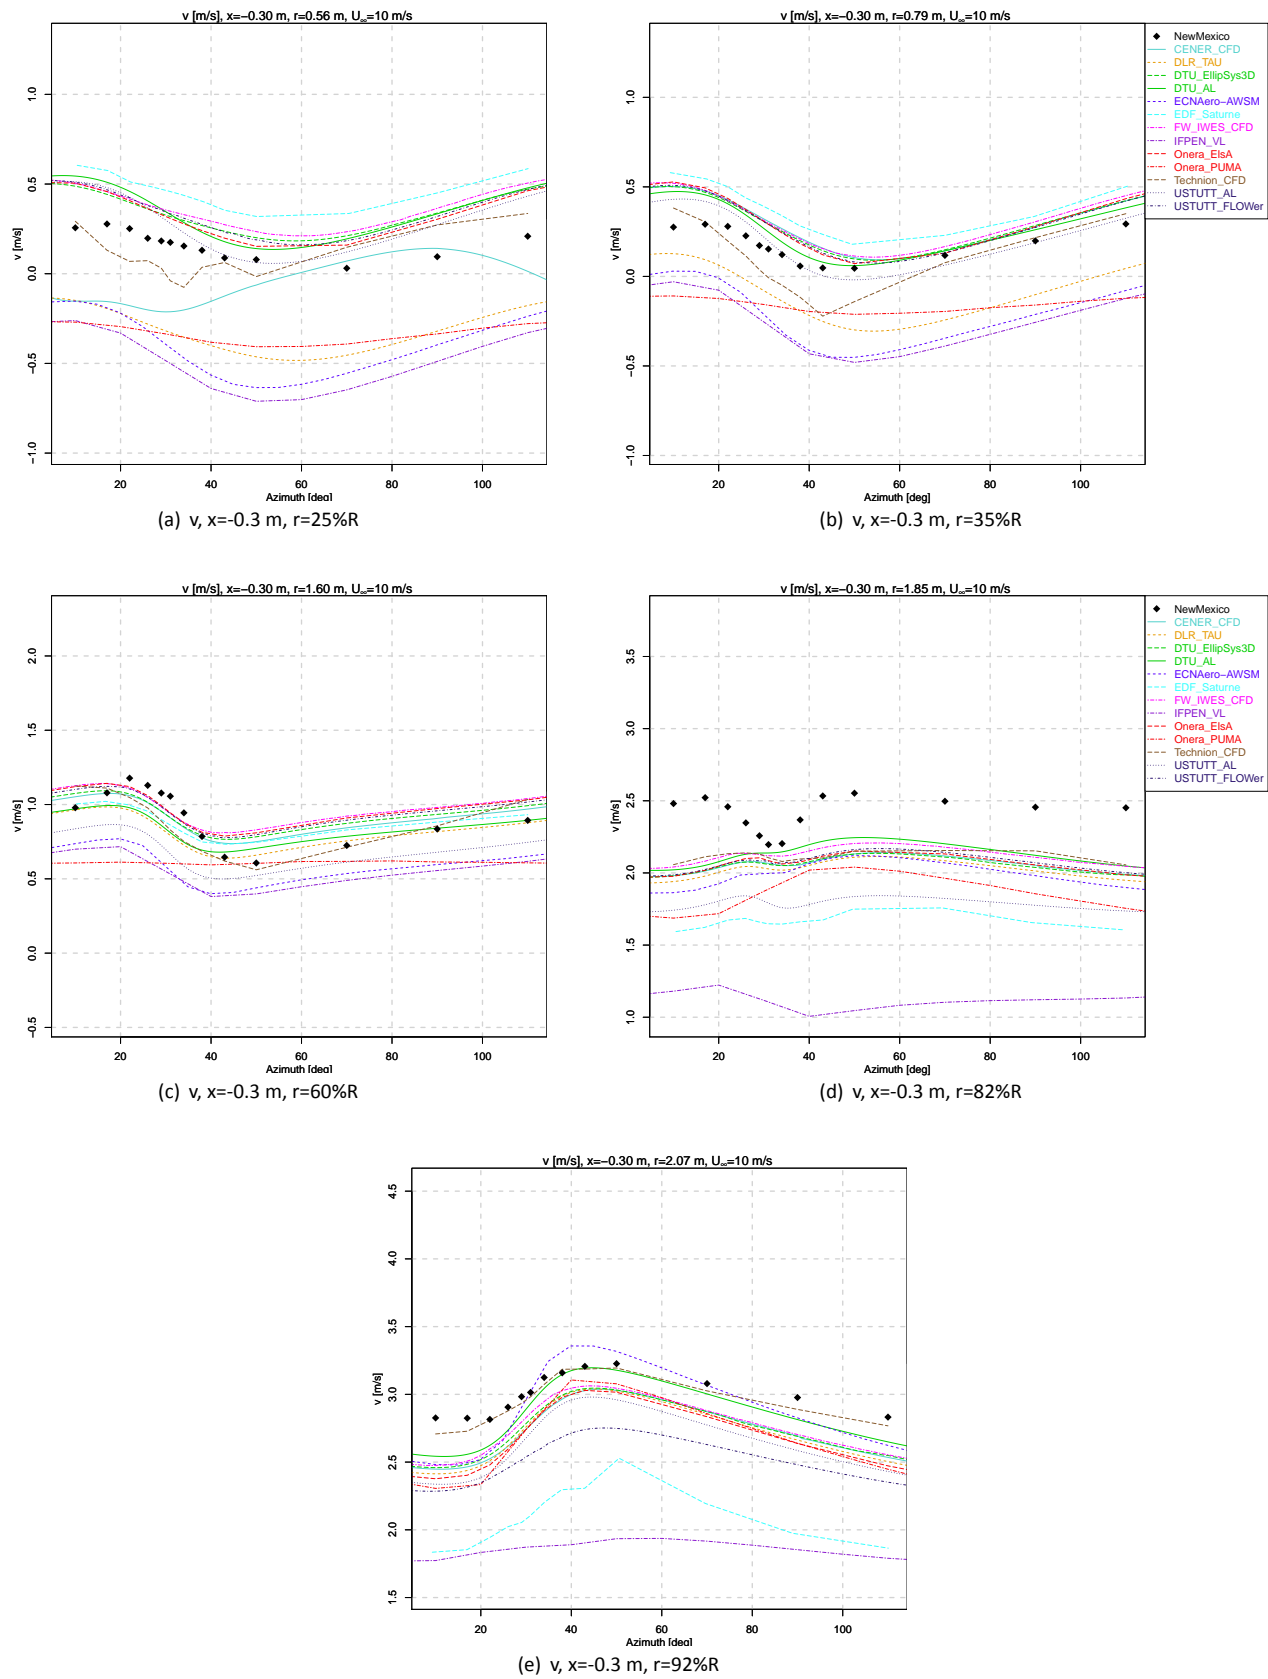 v [m/s], x=−0.30 m, r=0.56 m, U∞=10 m/s
v [m/s]
1.0
0.5
0.0
−0.5
−1.0
20 40 60 80 100
Azimuth [deg]
(a) v, x=-0.3 m, r=25%R
v [m/s], x=−0.30 m, r=0.79 m, U∞=10 m/s
v [m/s]
1.0
0.5
0.0
−0.5
−1.0
20 40 60 80 100
Azimuth [deg]
NewMexico
CENER_CFD
DLR_TAU
DTU_EllipSys3D
DTU_AL
ECNAero−AWSM
EDF_Saturne
FW_IWES_CFD
IFPEN_VL
Onera_ElsA
Onera_PUMA
Technion_CFD
USTUTT_AL
USTUTT_FLOWer
(b) v, x=-0.3 m, r=35%R
v [m/s], x=−0.30 m, r=1.60 m, U∞=10 m/s
v [m/s]
2.0
1.5
1.0
0.5
0.0
−0.5
20 40 60 80 100
Azimuth [deg]
(c) v, x=-0.3 m, r=60%R
v [m/s], x=−0.30 m, r=1.85 m, U∞=10 m/s
v [m/s]
3.5
3.0
2.5
2.0
1.5
1.0
20 40 60 80 100
Azimuth [deg]
NewMexico
CENER_CFD
DLR_TAU
DTU_EllipSys3D
DTU_AL
ECNAero−AWSM
EDF_Saturne
FW_IWES_CFD
IFPEN_VL
Onera_ElsA
Onera_PUMA
Technion_CFD
USTUTT_AL
USTUTT_FLOWer
(d) v, x=-0.3 m, r=82%R
v [m/s], x=−0.30 m, r=2.07 m, U∞=10 m/s
v [m/s]
4.5
4.0
3.5
3.0
2.5
2.0
1.5
20 40 60 80 100
Azimuth [deg]
(e) v, x=-0.3 m, r=92%R